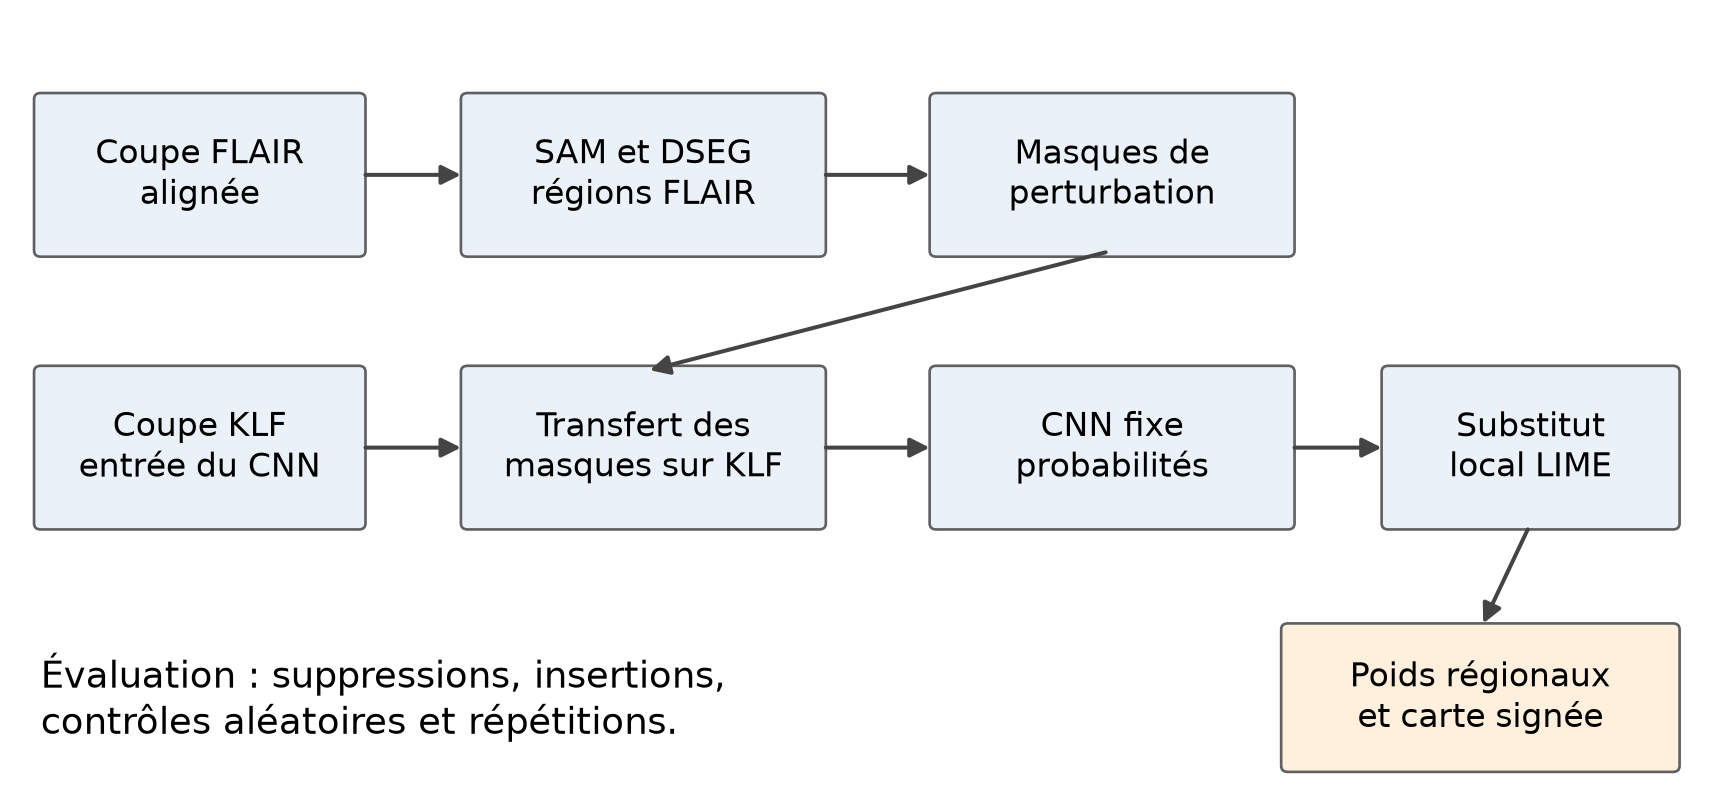 Coupe FLAIR
alignée
SAM et DSEG
régions FLAIR
Masques de
perturbation
Coupe KLF
entrée du CNN
Transfert des
masques sur KLF
CNN fixe
probabilités
Substitut
local LIME
Poids régionaux
et carte signée
Évaluation : suppressions, insertions,
contrôles aléatoires et répétitions.